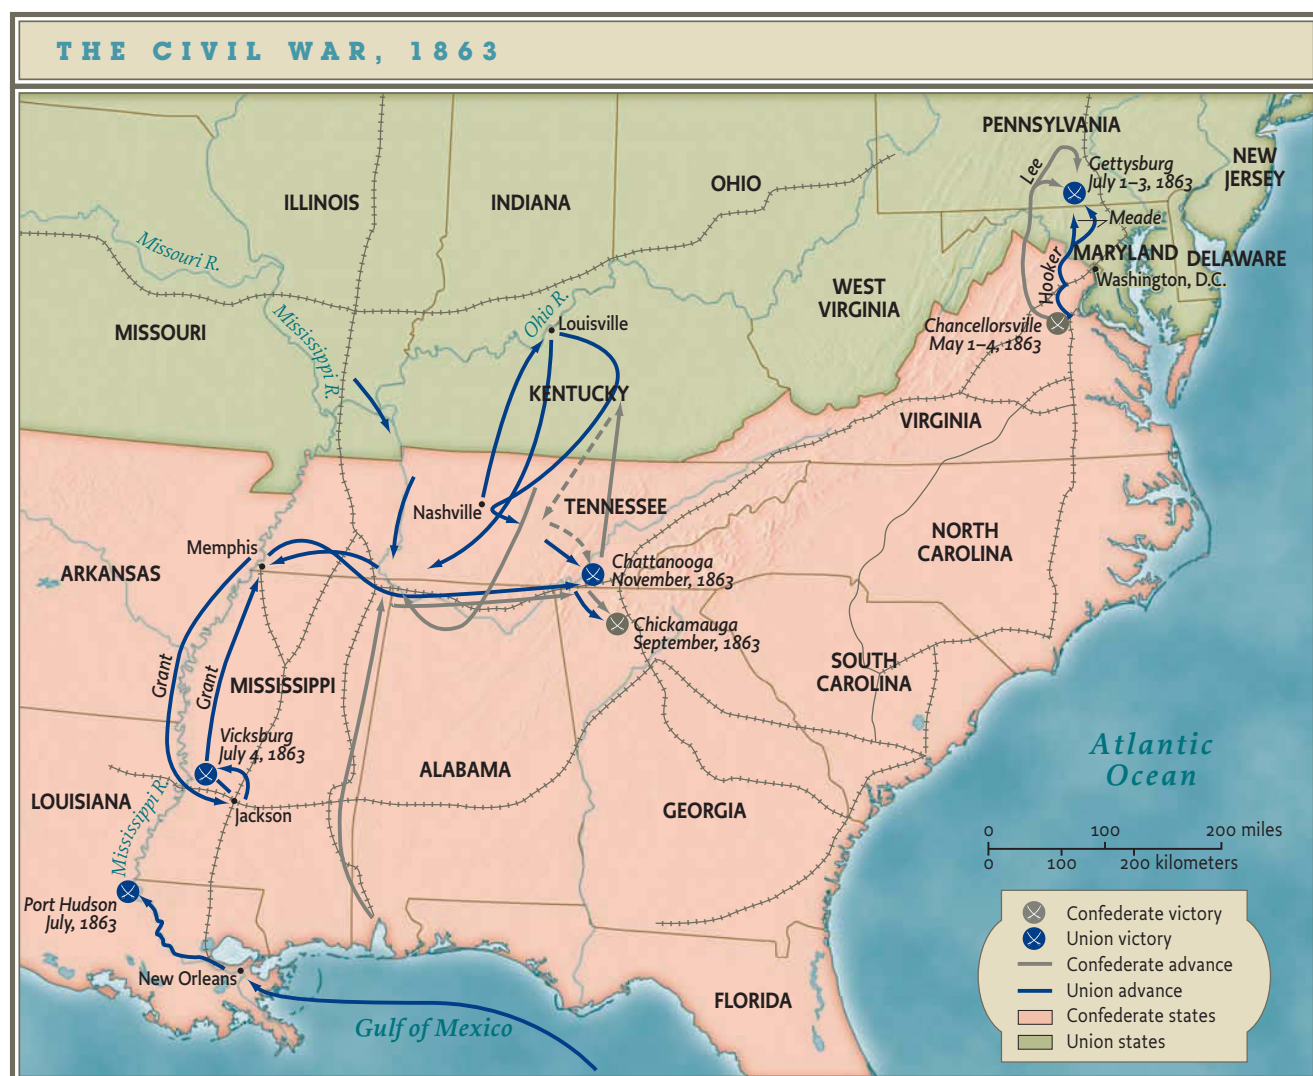 THE CIVIL WAR, 1863
PENNSYLVANIA
Lee
Gettysburg
July 1–3, 1863
NEW
JERSEY
ILLINOIS
INDIANA
OHIO
Meade
Missouri R.
Hooker
MARYLAND
DELAWARE
Washington, D.C.
WEST
VIRGINIA
MISSOURI
Mississippi R.
Ohio R.
Louisville
Chancellorsville
May 1–4, 1863
KENTUCKY
VIRGINIA
Nashville
TENNESSEE
NORTH
CAROLINA
Memphis
ARKANSAS
Chattanooga
November, 1863
Chickamauga
September, 1863
Grant
Grant
MISSISSIPPI
SOUTH
CAROLINA
Vicksburg
July 4, 1863
ALABAMA
Atlantic
Ocean
LOUISIANA
Mississippi R.
Jackson
GEORGIA
0 100 200 miles
0 100 200 kilometers
Port Hudson
July, 1863
New Orleans
Gulf of Mexico
FLORIDA
Confederate victory
Union victory
Confederate advance
Union advance
Confederate states
Union states